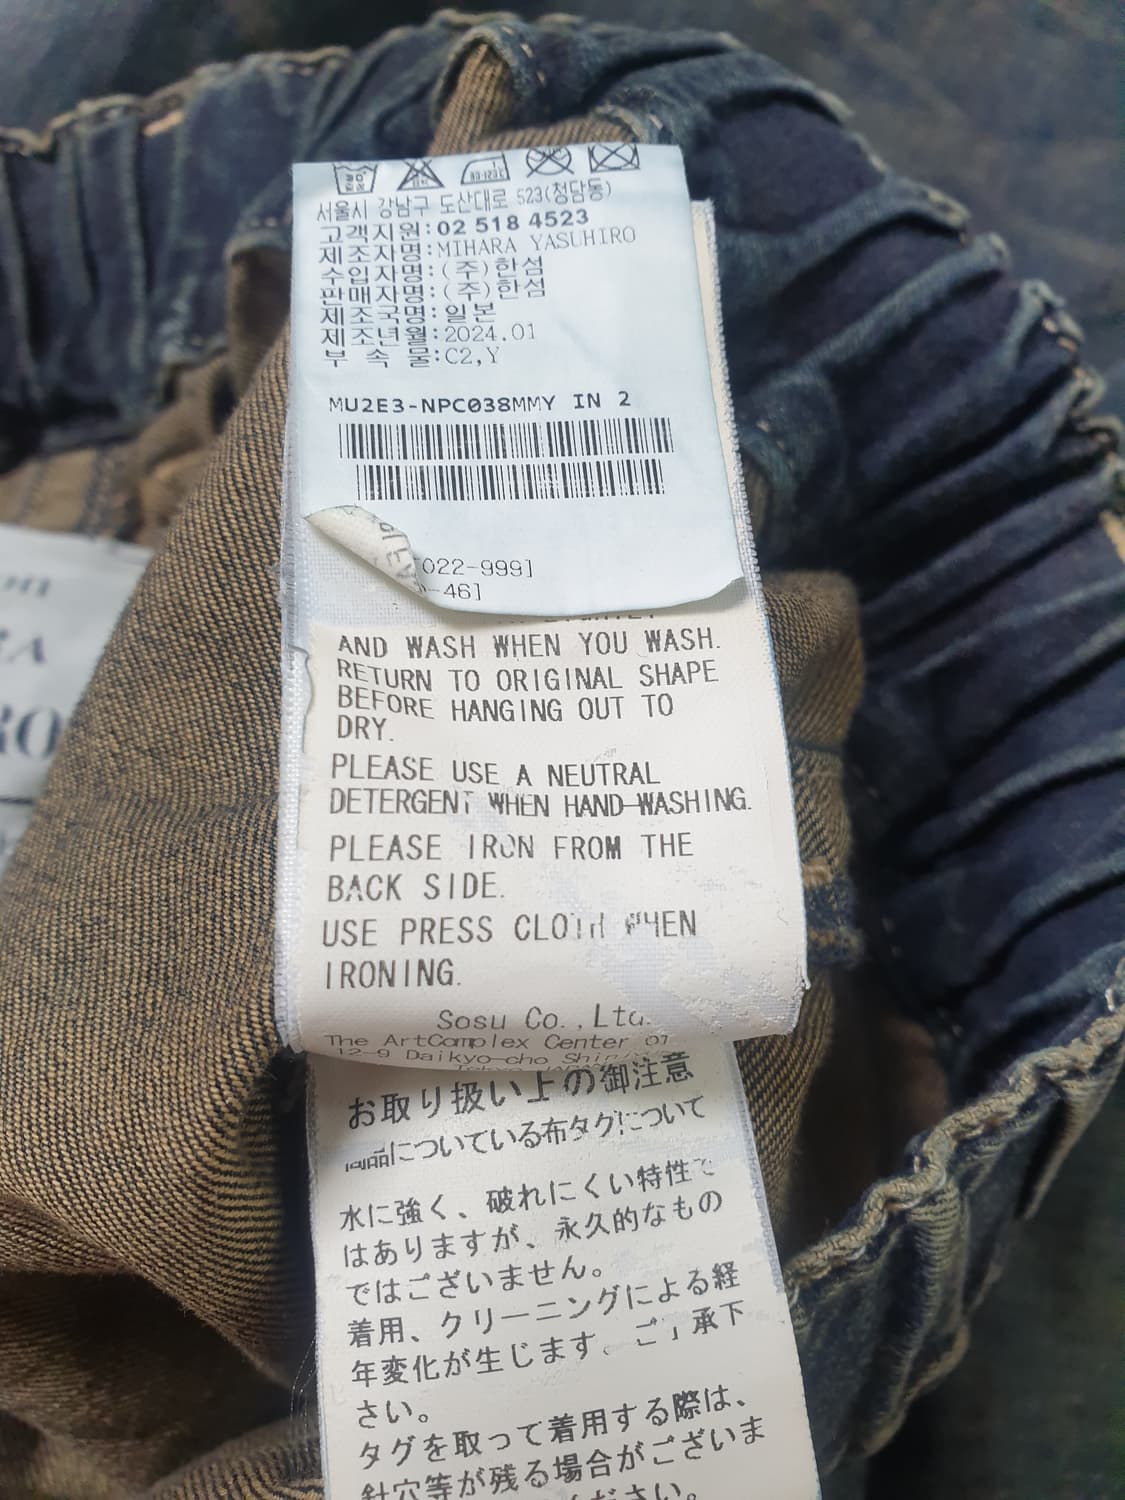 서울시 강남구 도산대로 523(청담동)
고객지원:02 518 4523
제조자명:MIHARA YASUHIRO
수입자명:(주)한섬
판매자명:(주)한섬
제조국명:일본
제조년월:2024.01
부 속 물:C2,Y
MU2E3-NPC038MMY IN 2
022-999]
-46]
AND WASH WHEN YOU WASH.
RETURN TO ORIGINAL SHAPE
BEFORE HANGING OUT TO
DRY.
PLEASE USE A NEUTRAL
DETERGENT WHEN HAND-WASHING.
PLEASE IRON FROM THE
BACK SIDE.
USE PRESS CLOTH WHEN
IRONING.
Sosu Co.,Ltd.
The ArtComplex Center of
12-9 Daikyo-cho
お取り扱い上の御注意
商品についている布タグについて
水に強く、破れにくい特性で
はありますが、永久的なもの
ではございません。
着用、クリーニングによる経
年変化が生じます。ご了承下
さい。
タグを取って着用する際は、
針穴等が残る場合がございま
ださい。
RO